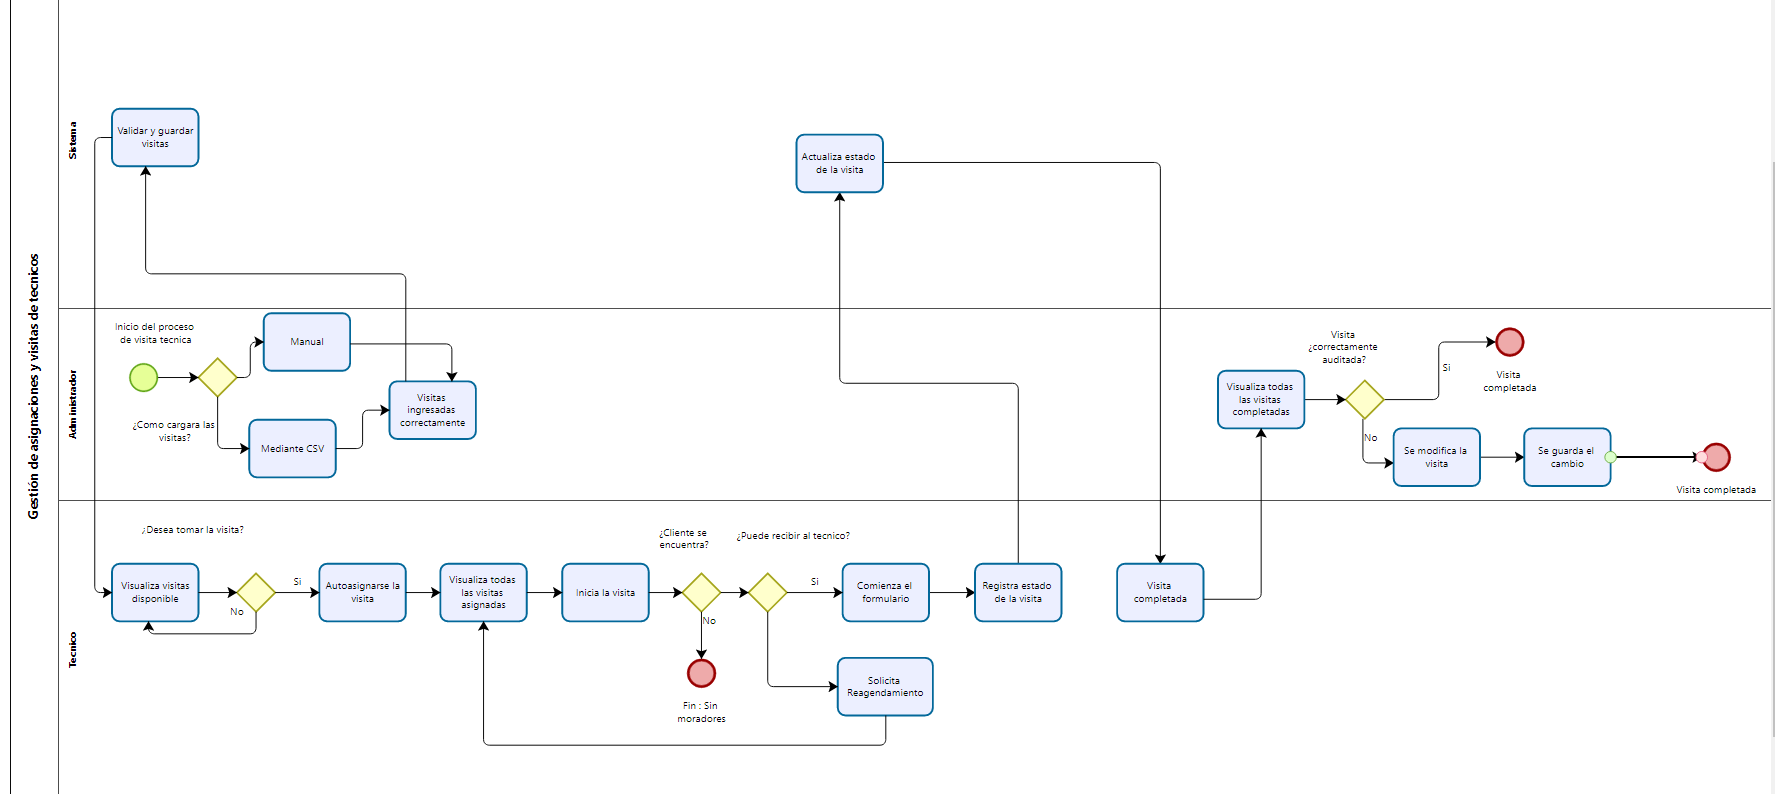 Gestión de asignaciones y visitas de tecnicos
Sistema
Validar y guardar
visitas
Actualiza estado
de la visita
Administrador
Inicio del proceso
de visita tecnica
¿Como cargara las
visitas?
Manual
Mediante CSV
Visitas
ingresadas
correctamente
Visualiza todas
las visitas
completadas
Visita
¿correctamente
auditada?
Si
No
Visita
completada
Se modifica la
visita
Se guarda el
cambio
Visita completada
Tecnico
¿Desea tomar la visita?
Visualiza visitas
disponible
Si
No
Autoasignarse la
visita
Visualiza todas
las visitas
asignadas
Inicia la visita
¿Cliente se
encuentra?
No
Fin : Sin
moradores
¿Puede recibir al tecnico?
Si
Comienza el
formulario
Solicita
Reagendamiento
Registra estado
de la visita
Visita
completada